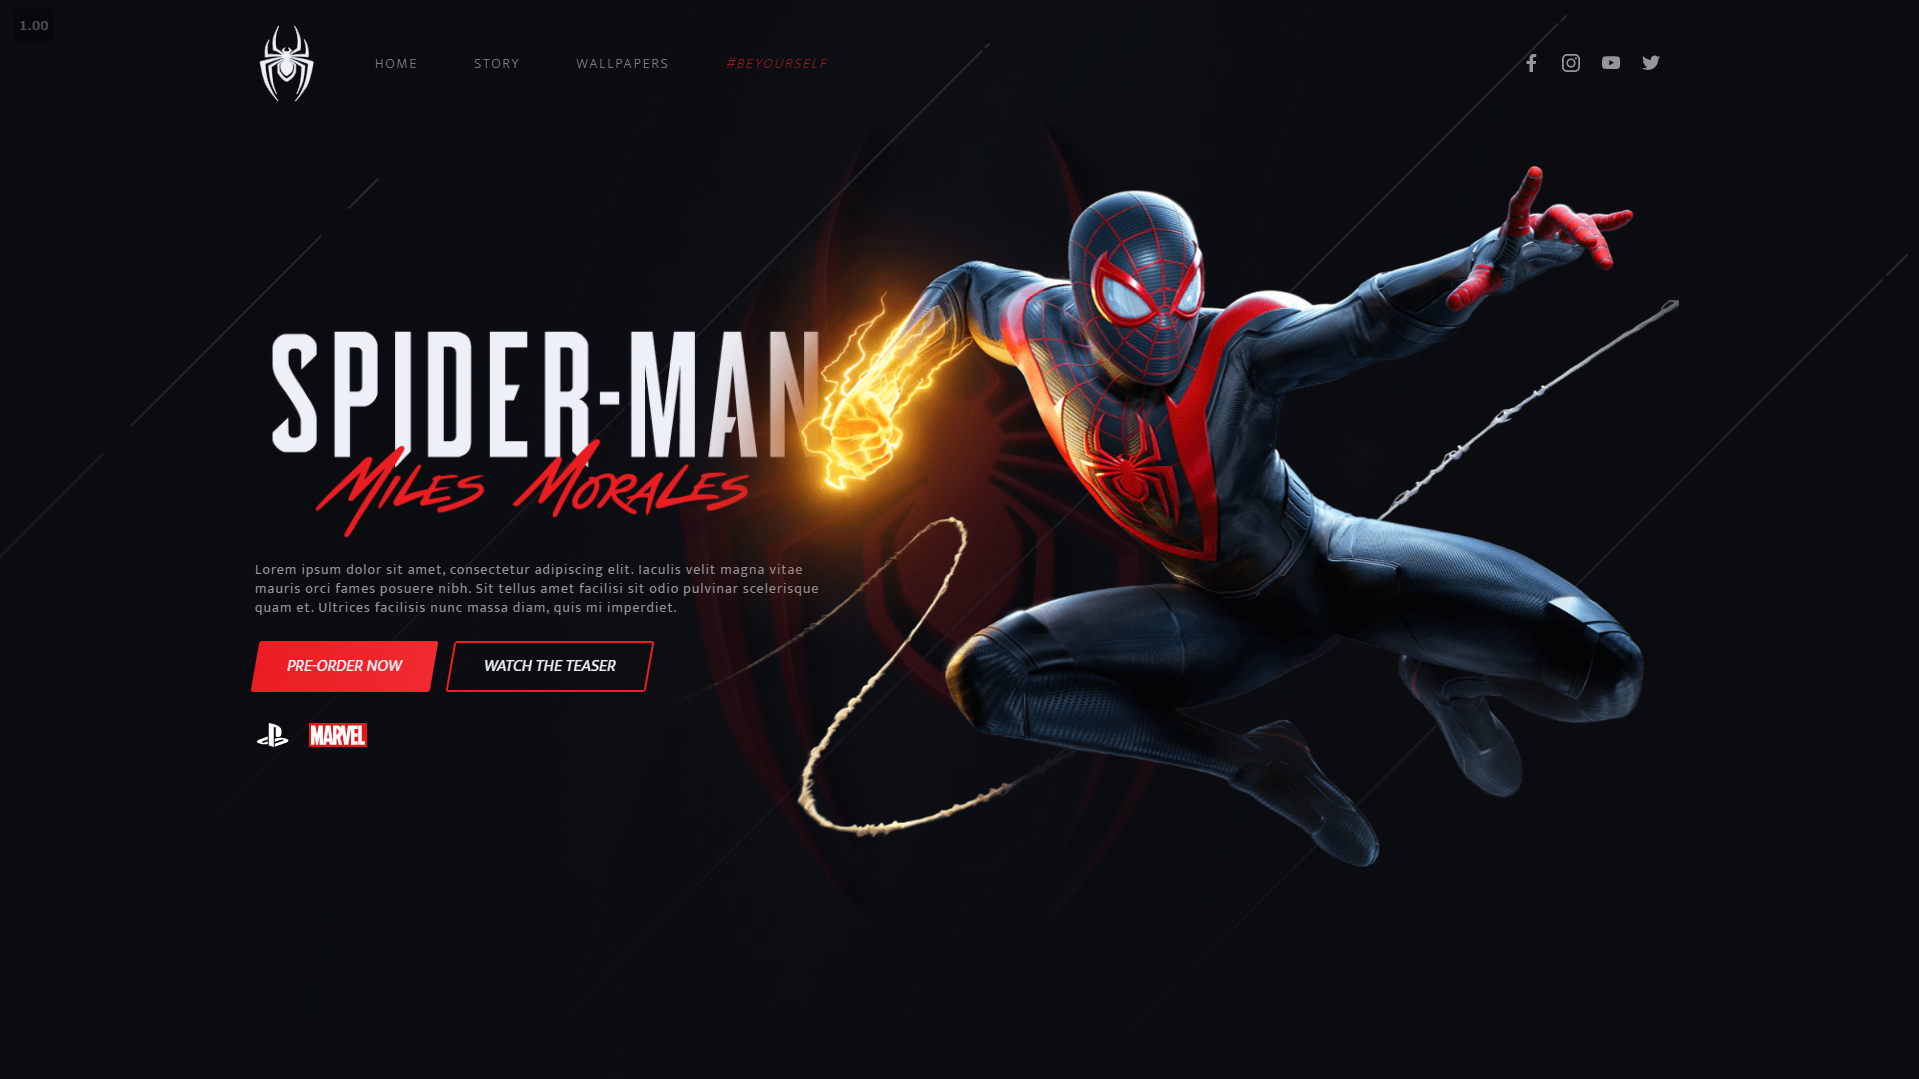 1.00
HOME
STORY
WALLPAPERS
#BEYOURSELF
SPIDER-MAN
MILES MORALES
Lorem ipsum dolor sit amet, consectetur adipiscing elit. Iaculis velit magna vitae
mauris orci fames posuere nibh. Sit tellus amet facilisi sit odio pulvinar scelerisque
quam et. Ultrices facilisis nunc massa diam, quis mi imperdiet.
PRE-ORDER NOW
WATCH THE TEASER
MARVEL